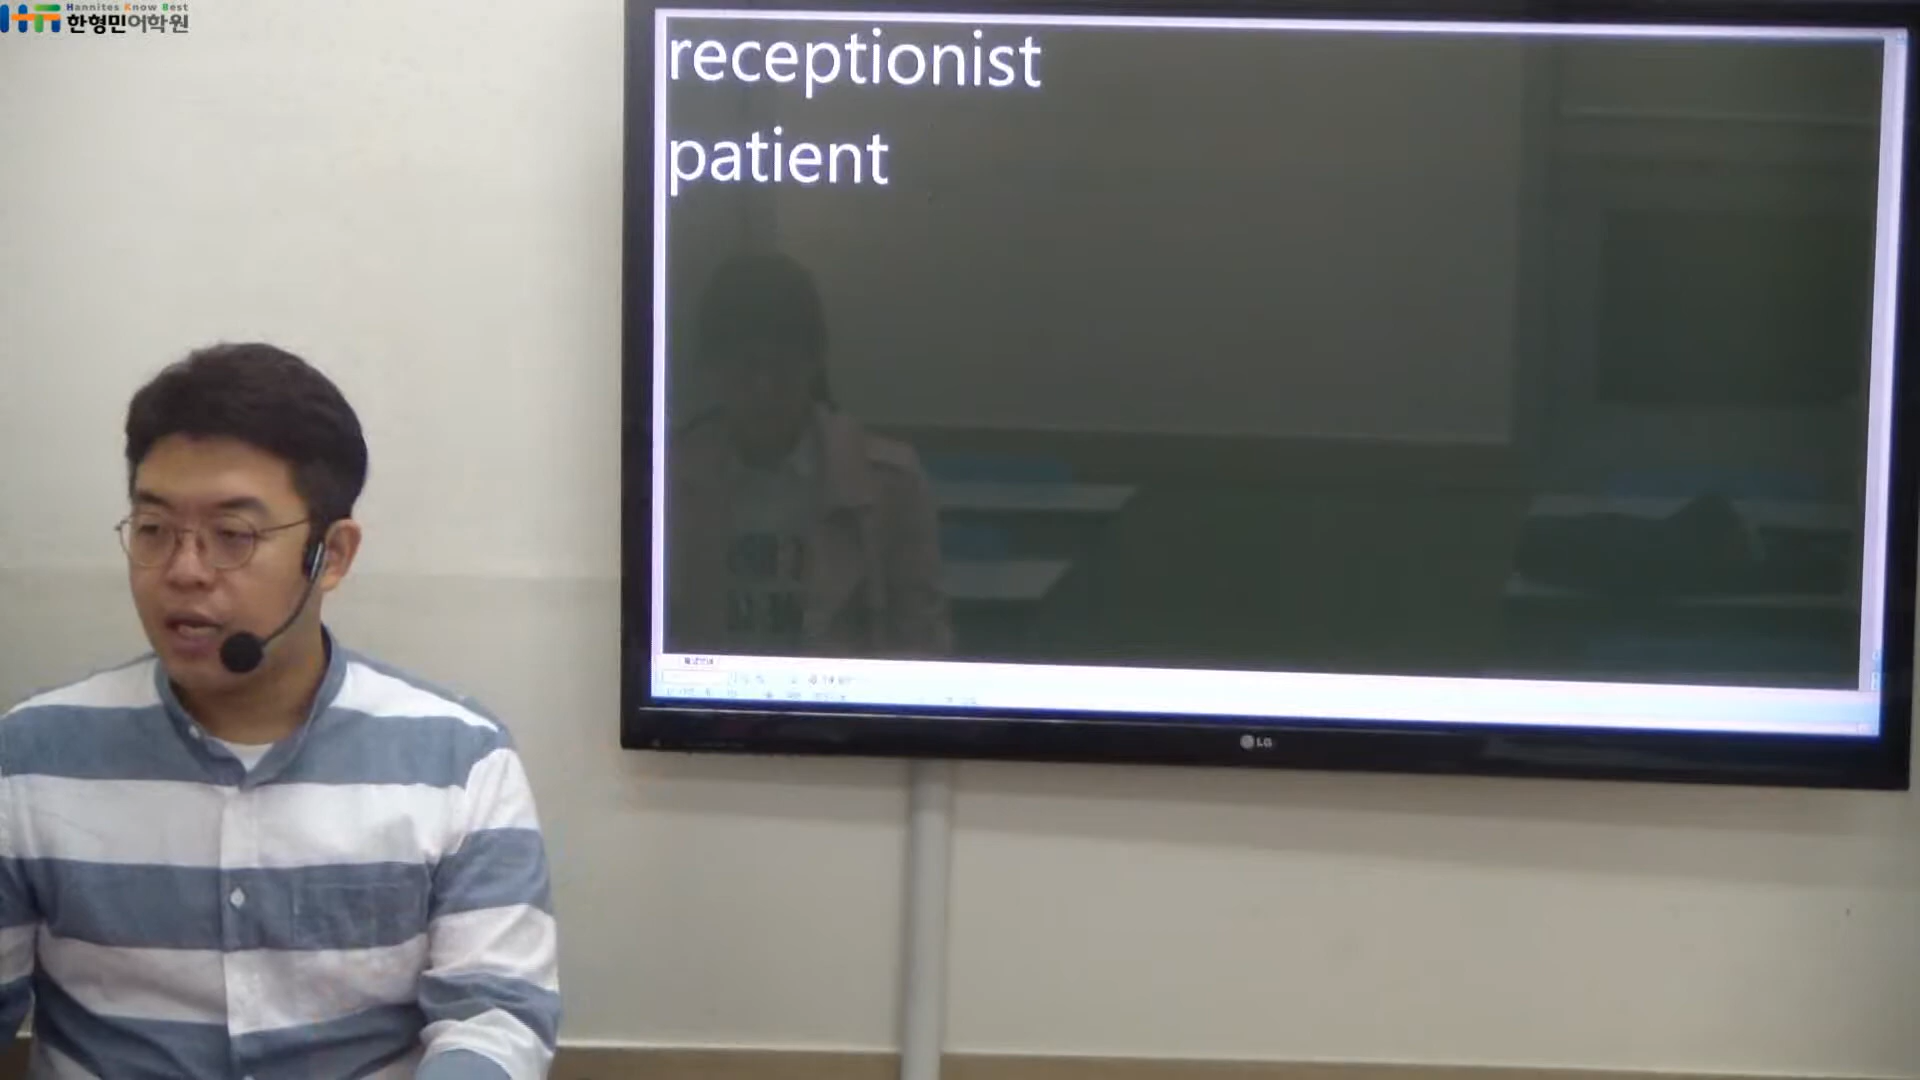 Hannites Know Best
한형민어학원
receptionist
patient
LG